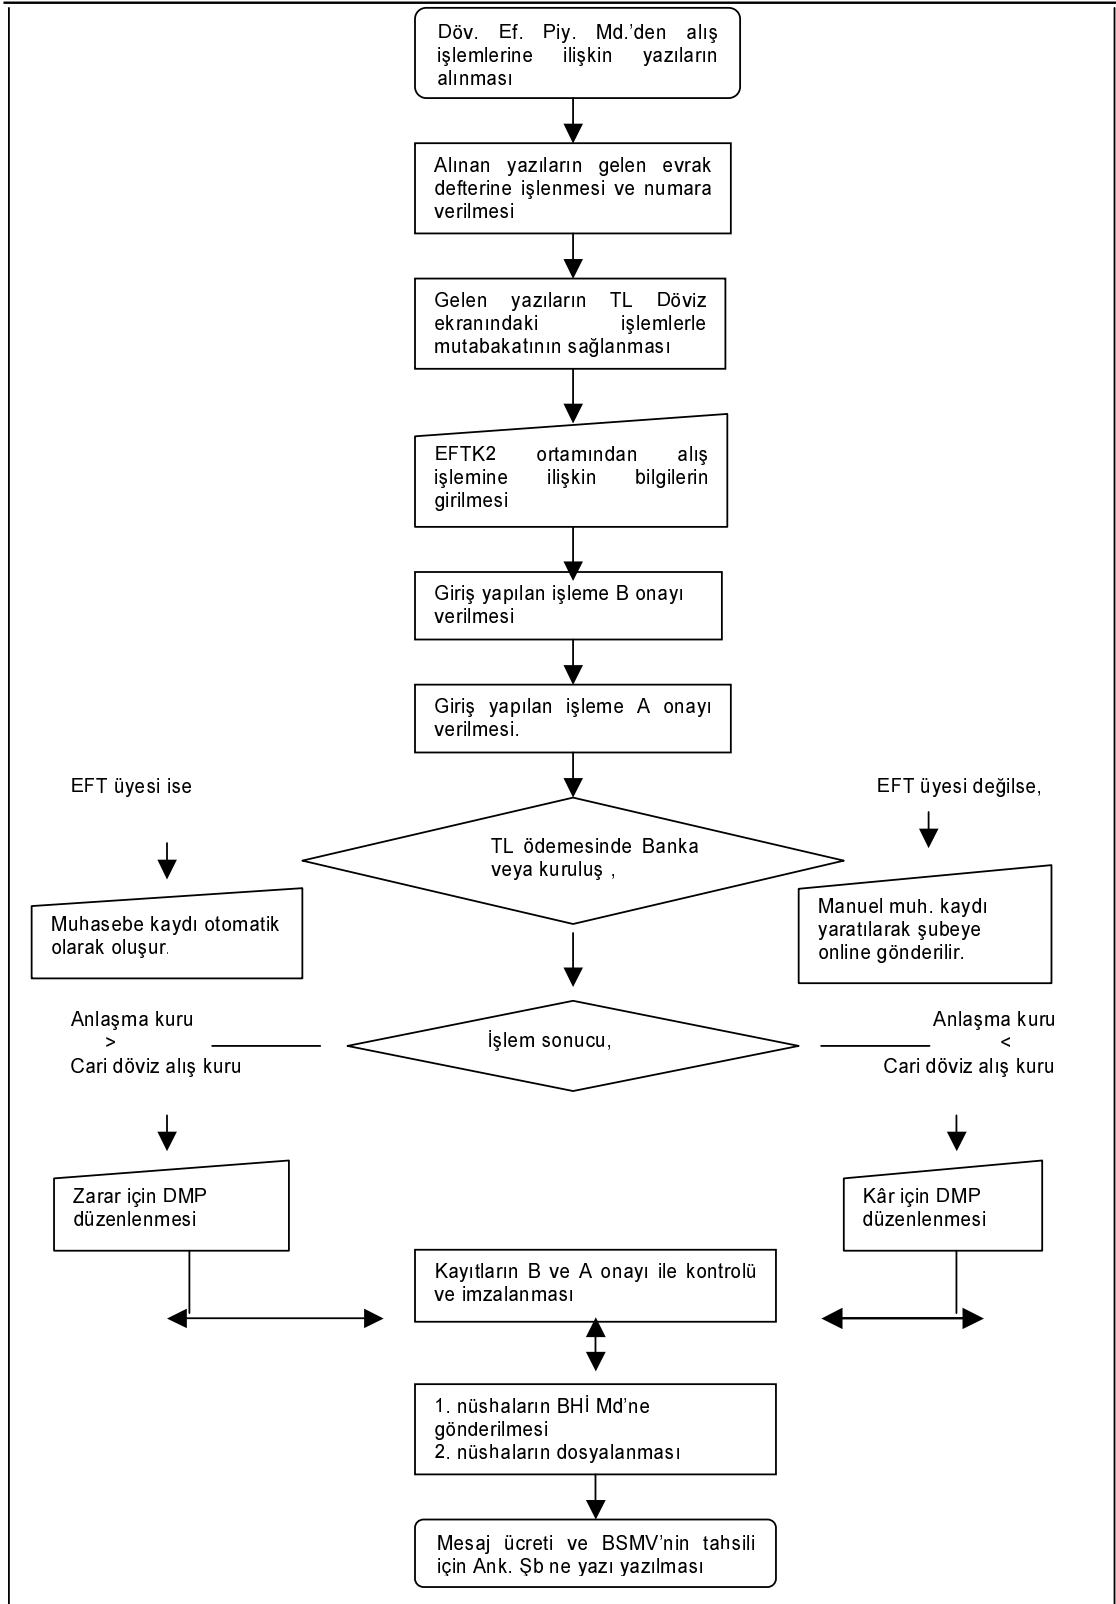 Döv. Ef. Piy. Md.’den alış
işlemlerine ilişkin yazıların
alınması
Alınan yazıların gelen evrak
defterine işlenmesi ve numara
verilmesi
Gelen yazıların TL Döviz
ekranındaki işlemlerle
mutabakatının sağlanması
EFTK2 ortamından alış
işlemine ilişkin bilgilerin
girilmesi
Giriş yapılan işleme B onayı
verilmesi
Giriş yapılan işleme A onayı
verilmesi.
EFT üyesi ise
EFT üyesi değilse,
TL ödemesinde Banka
veya kuruluş ,
Muhasebe kaydı otomatik
olarak oluşur.
Manuel muh. kaydı
yaratılarak şubeye
online gönderilir.
Anlaşma kuru
>
Cari döviz alış kuru
İşlem sonucu,
Anlaşma kuru
<
Cari döviz alış kuru
Zarar için DMP
düzenlenmesi
Kâr için DMP
düzenlenmesi
Kayıtların B ve A onayı ile kontrolü
ve imzalanması
1. nüshaların BHİ Md’ne
gönderilmesi
2. nüshaların dosyalanması
Mesaj ücreti ve BSMV’nin tahsili
için Ank. Şb ne yazı yazılması